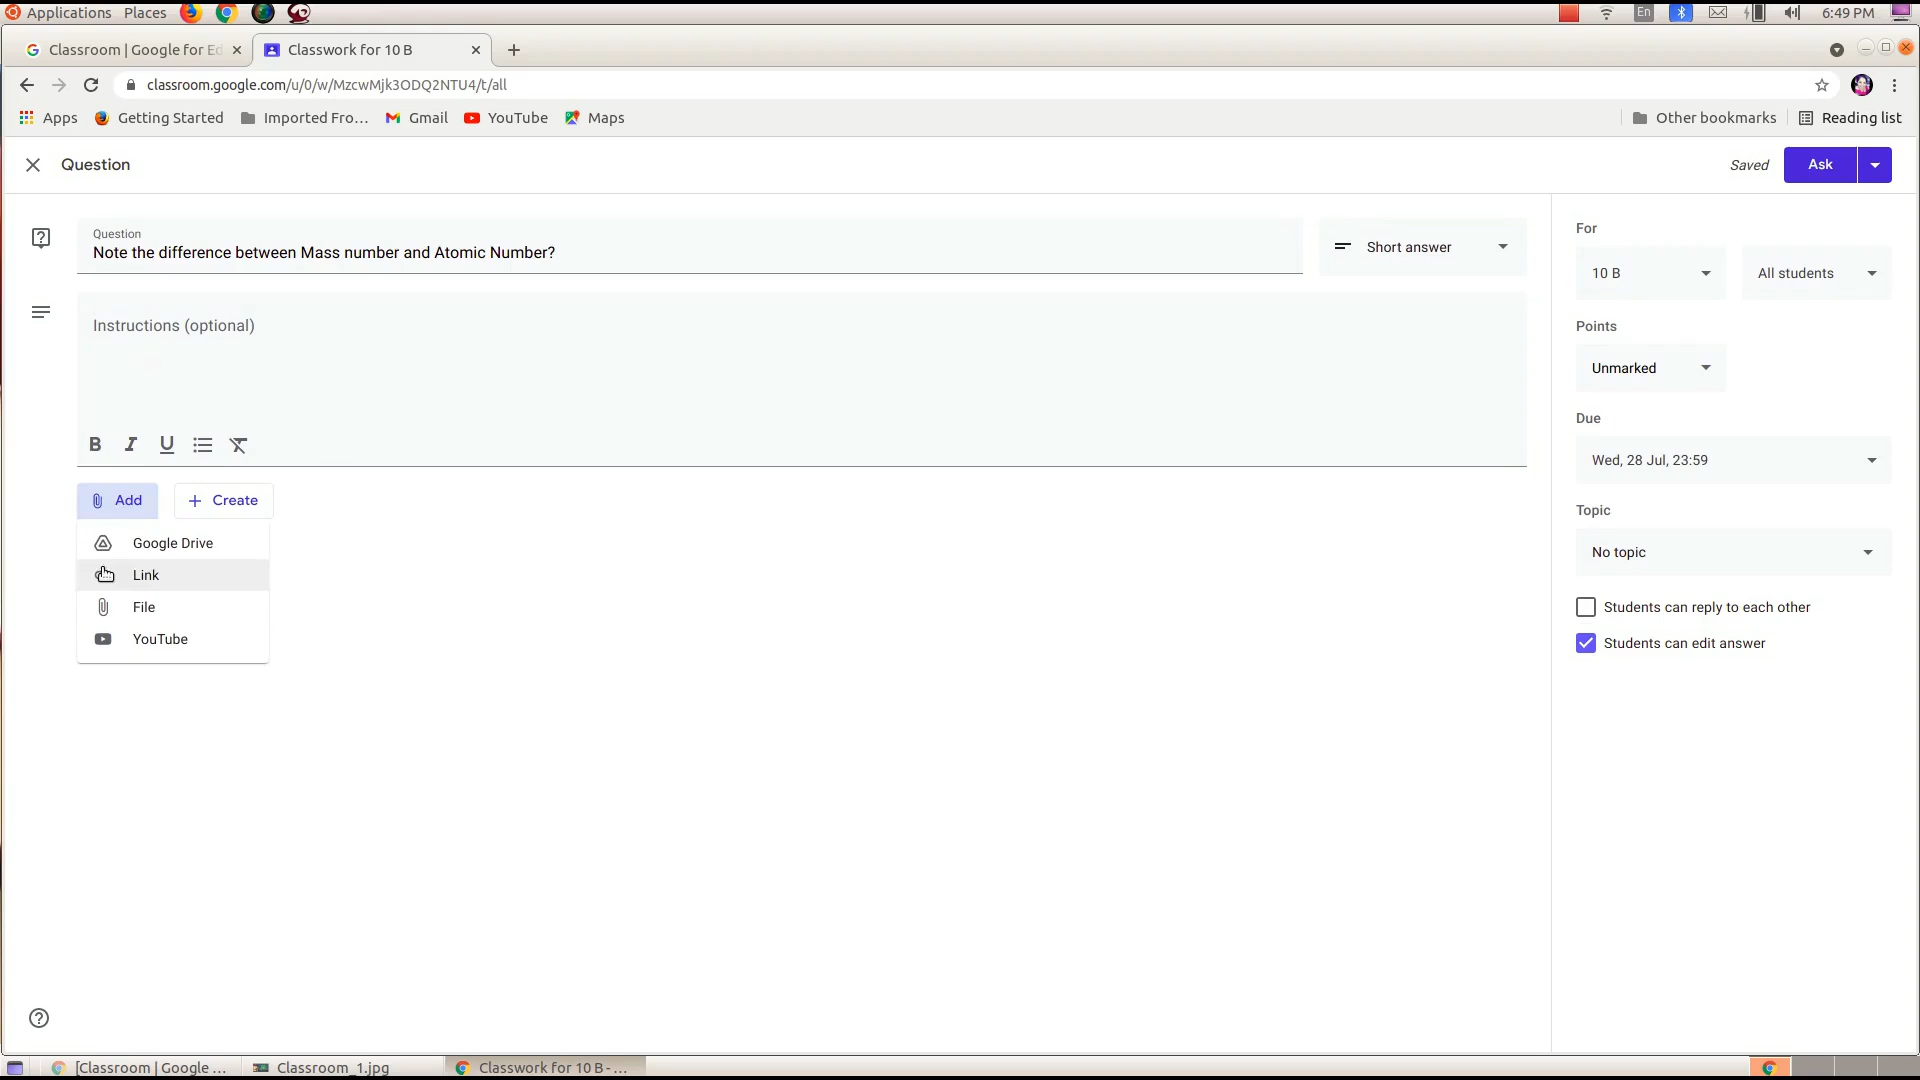 Applications Places En 6:49 PM
Classroom | Google for Ed Classwork for 10 B
classroom.google.com/u/0/w/MzcwMjk3ODQ2NTU4/t/all
Apps Getting Started Imported Fro... Gmail YouTube Maps Other bookmarks Reading list
Question Saved Ask
Question
Note the difference between Mass number and Atomic Number?
Short answer
Instructions (optional)
B I U
Add Create
Google Drive
Link
File
YouTube
For
10 B All students
Points
Unmarked
Due
Wed, 28 Jul, 23:59
Topic
No topic
Students can reply to each other
Students can edit answer
[Classroom | Google ... Classroom_1.jpg Classwork for 10 B - ...